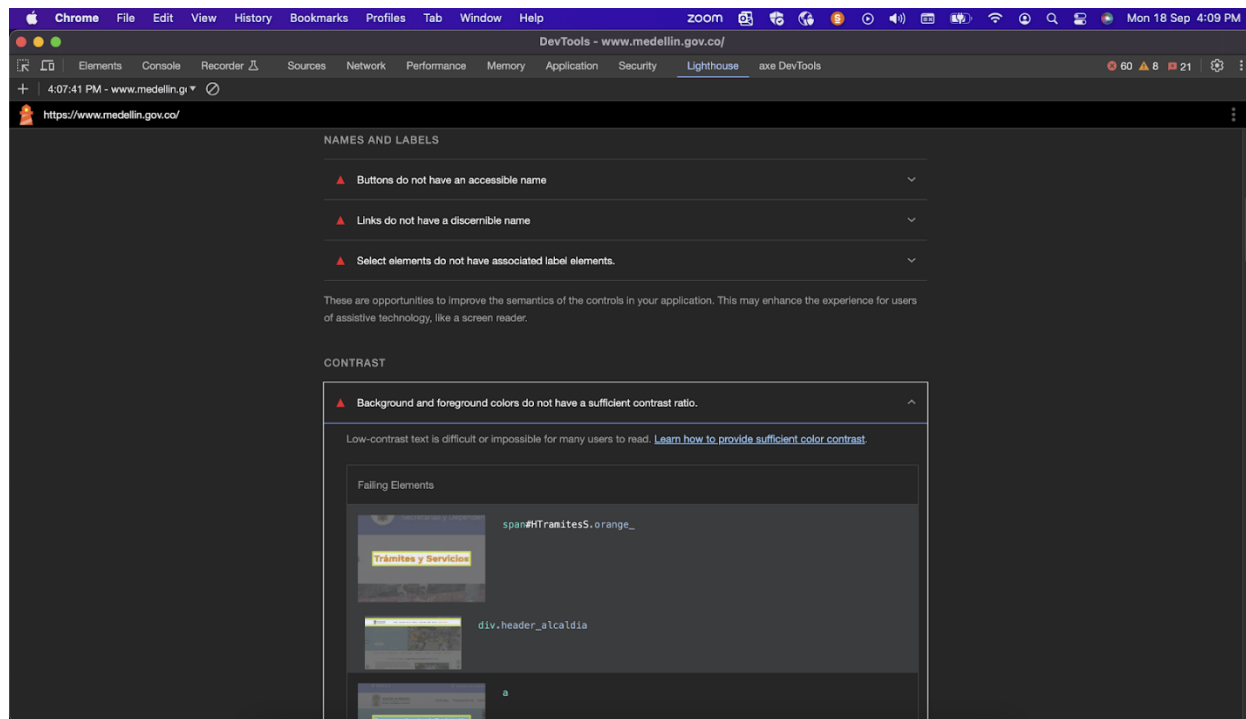 Chrome File Edit View History Bookmarks Profiles Tab Window Help zoom Mon 18 Sep 4:09 PM
DevTools - www.medellin.gov.co/
Elements Console Recorder Sources Network Performance Memory Application Security Lighthouse axe DevTools 60 8 21
+ 4:07:41 PM - www.medellin.g
https://www.medellin.gov.co/
NAMES AND LABELS
Buttons do not have an accessible name
Links do not have a discernible name
Select elements do not have associated label elements.
These are opportunities to improve the semantics of the controls in your application. This may enhance the experience for users
of assistive technology, like a screen reader.
CONTRAST
Background and foreground colors do not have a sufficient contrast ratio.
Low-contrast text is difficult or impossible for many users to read. Learn how to provide sufficient color contrast.
Failing Elements
span#HTramitesS.orange_
Trámites y Servicios
div.header_alcaldia
a